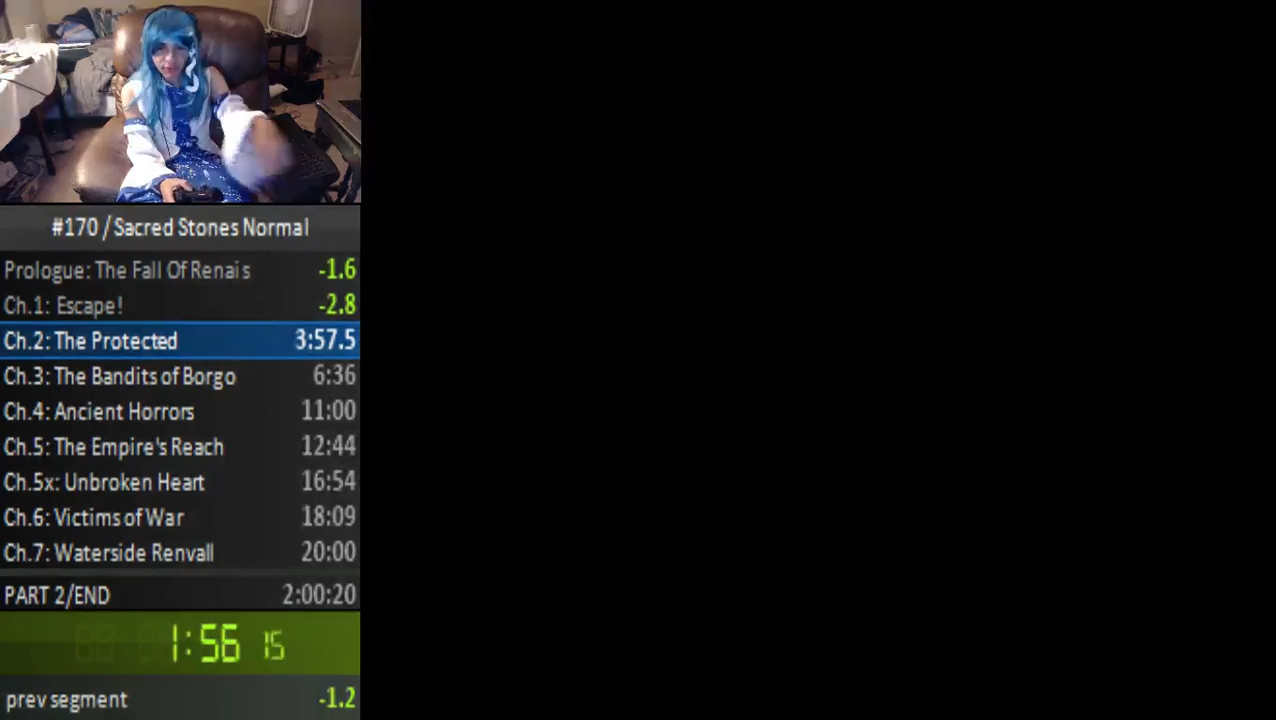 #170 / Sacred Stones Normal
Prologue: The Fall Of Renais -1.6
Ch.1: Escape! -2.8
Ch.2: The Protected 3:57.5
Ch.3: The Bandits of Borgo 6:36
Ch.4: Ancient Horrors 11:00
Ch.5: The Empire's Reach 12:44
Ch.5x: Unbroken Heart 16:54
Ch.6: Victims of War 18:09
Ch.7: Waterside Renvall 20:00
PART 2/END 2:00:20
1:56 15
prev segment -1.2